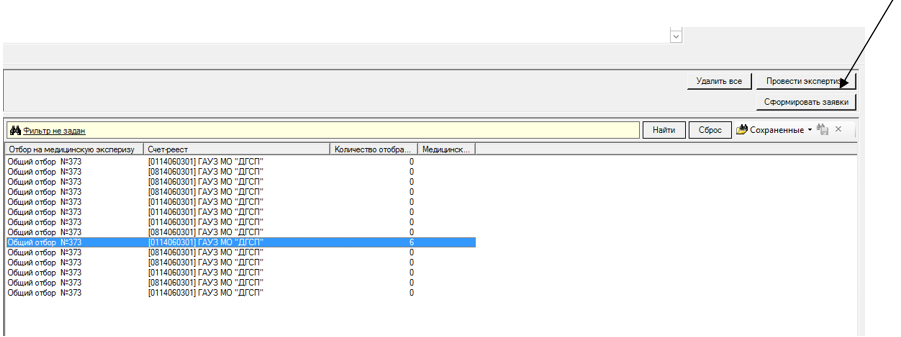 Удалить все Провести экспертизу
Сформировать заявки
Фильтр не задан Найти Сброс Сохраненные
Отбор на медицинскую эксперизу Счет-реест Количество отобра... Медицинск...
Общий отбор №373 [0114060301] ГАУЗ МО "ДГСП" 0
Общий отбор №373 [0814060301] ГАУЗ МО "ДГСП" 0
Общий отбор №373 [0814060301] ГАУЗ МО "ДГСП" 0
Общий отбор №373 [0814060301] ГАУЗ МО "ДГСП" 0
Общий отбор №373 [0114060301] ГАУЗ МО "ДГСП" 0
Общий отбор №373 [0114060301] ГАУЗ МО "ДГСП" 0
Общий отбор №373 [0114060301] ГАУЗ МО "ДГСП" 0
Общий отбор №373 [0814060301] ГАУЗ МО "ДГСП" 0
Общий отбор №373 [0114060301] ГАУЗ МО "ДГСП" 6
Общий отбор №373 [0814060301] ГАУЗ МО "ДГСП" 0
Общий отбор №373 [0814060301] ГАУЗ МО "ДГСП" 0
Общий отбор №373 [0114060301] ГАУЗ МО "ДГСП" 0
Общий отбор №373 [0814060301] ГАУЗ МО "ДГСП" 0
Общий отбор №373 [0114060301] ГАУЗ МО "ДГСП" 0